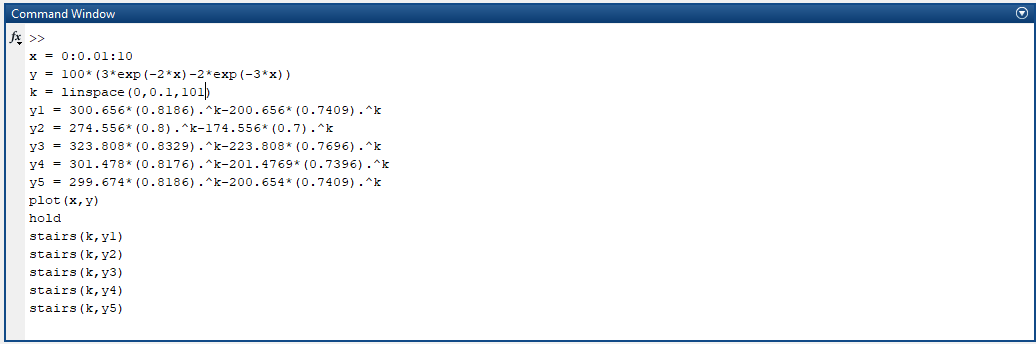 Command Window
fx >>
x = 0:0.01:10
y = 100*(3*exp(-2*x)-2*exp(-3*x))
k = linspace(0,0.1,101)
y1 = 300.656*(0.8186).^k-200.656*(0.7409).^k
y2 = 274.556*(0.8).^k-174.556*(0.7).^k
y3 = 323.808*(0.8329).^k-223.808*(0.7696).^k
y4 = 301.478*(0.8176).^k-201.4769*(0.7396).^k
y5 = 299.674*(0.8186).^k-200.654*(0.7409).^k
plot(x,y)
hold
stairs(k,y1)
stairs(k,y2)
stairs(k,y3)
stairs(k,y4)
stairs(k,y5)